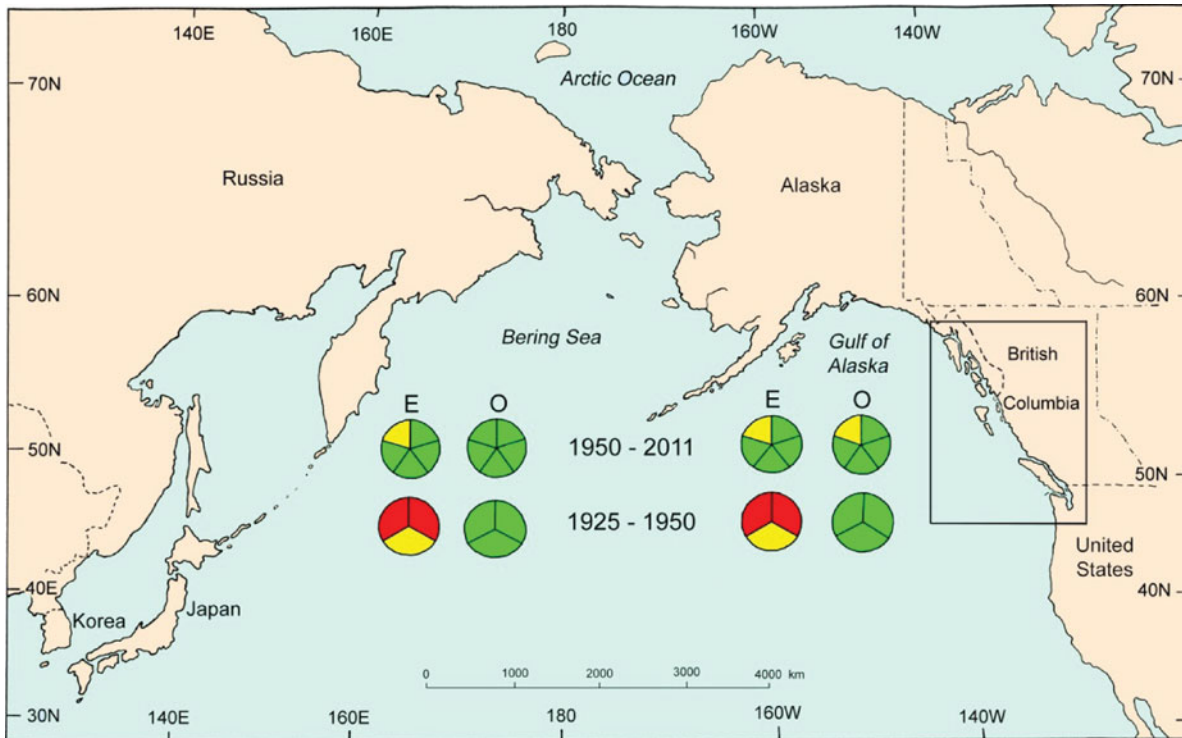 140E 160E 180 160W 140W
Arctic Ocean
70N 70N
Russia Alaska
60N 60N
Bering Sea Gulf of
Alaska
British
Columbia
E O E O
50N 1950 - 2011 50N
1925 - 1950
United
States
40E 40N
Korea Japan
0 1000 2000 3000 4000 km
30N 30N
140E 160E 180 160W 140W